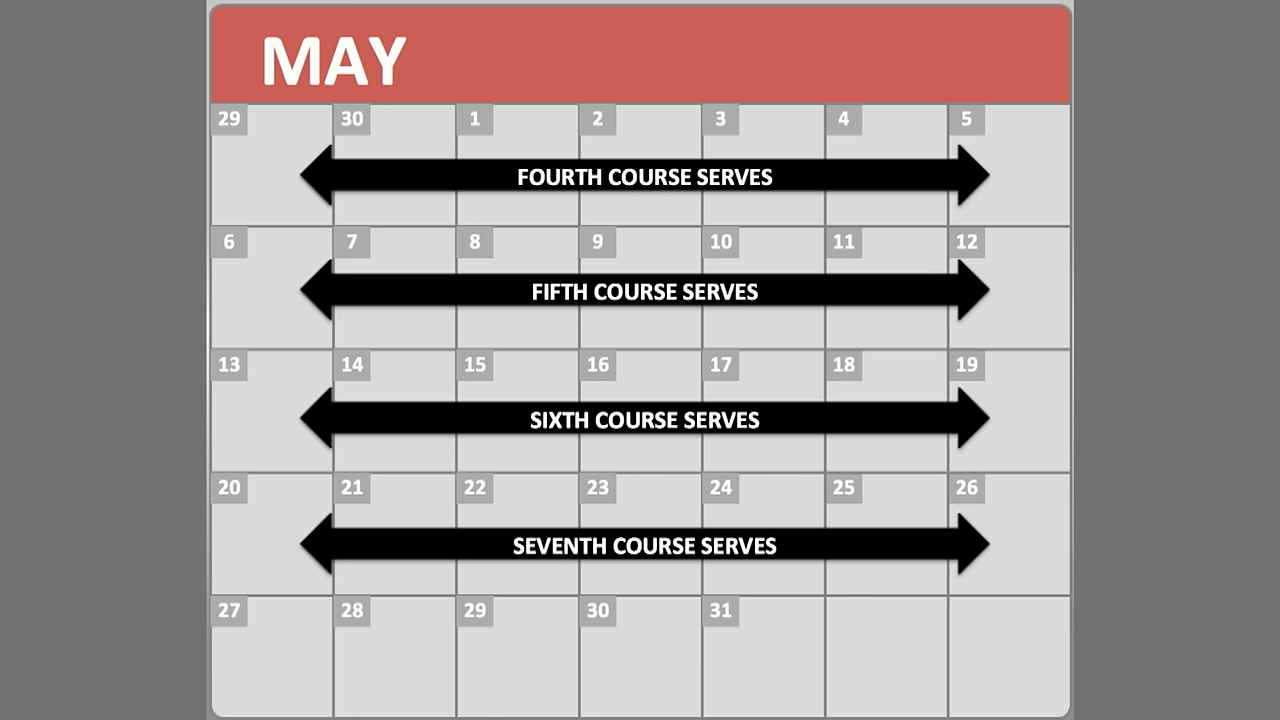 MAY
29 30 1 2 3 4 5
FOURTH COURSE SERVES
6 7 8 9 10 11 12
FIFTH COURSE SERVES
13 14 15 16 17 18 19
SIXTH COURSE SERVES
20 21 22 23 24 25 26
SEVENTH COURSE SERVES
27 28 29 30 31